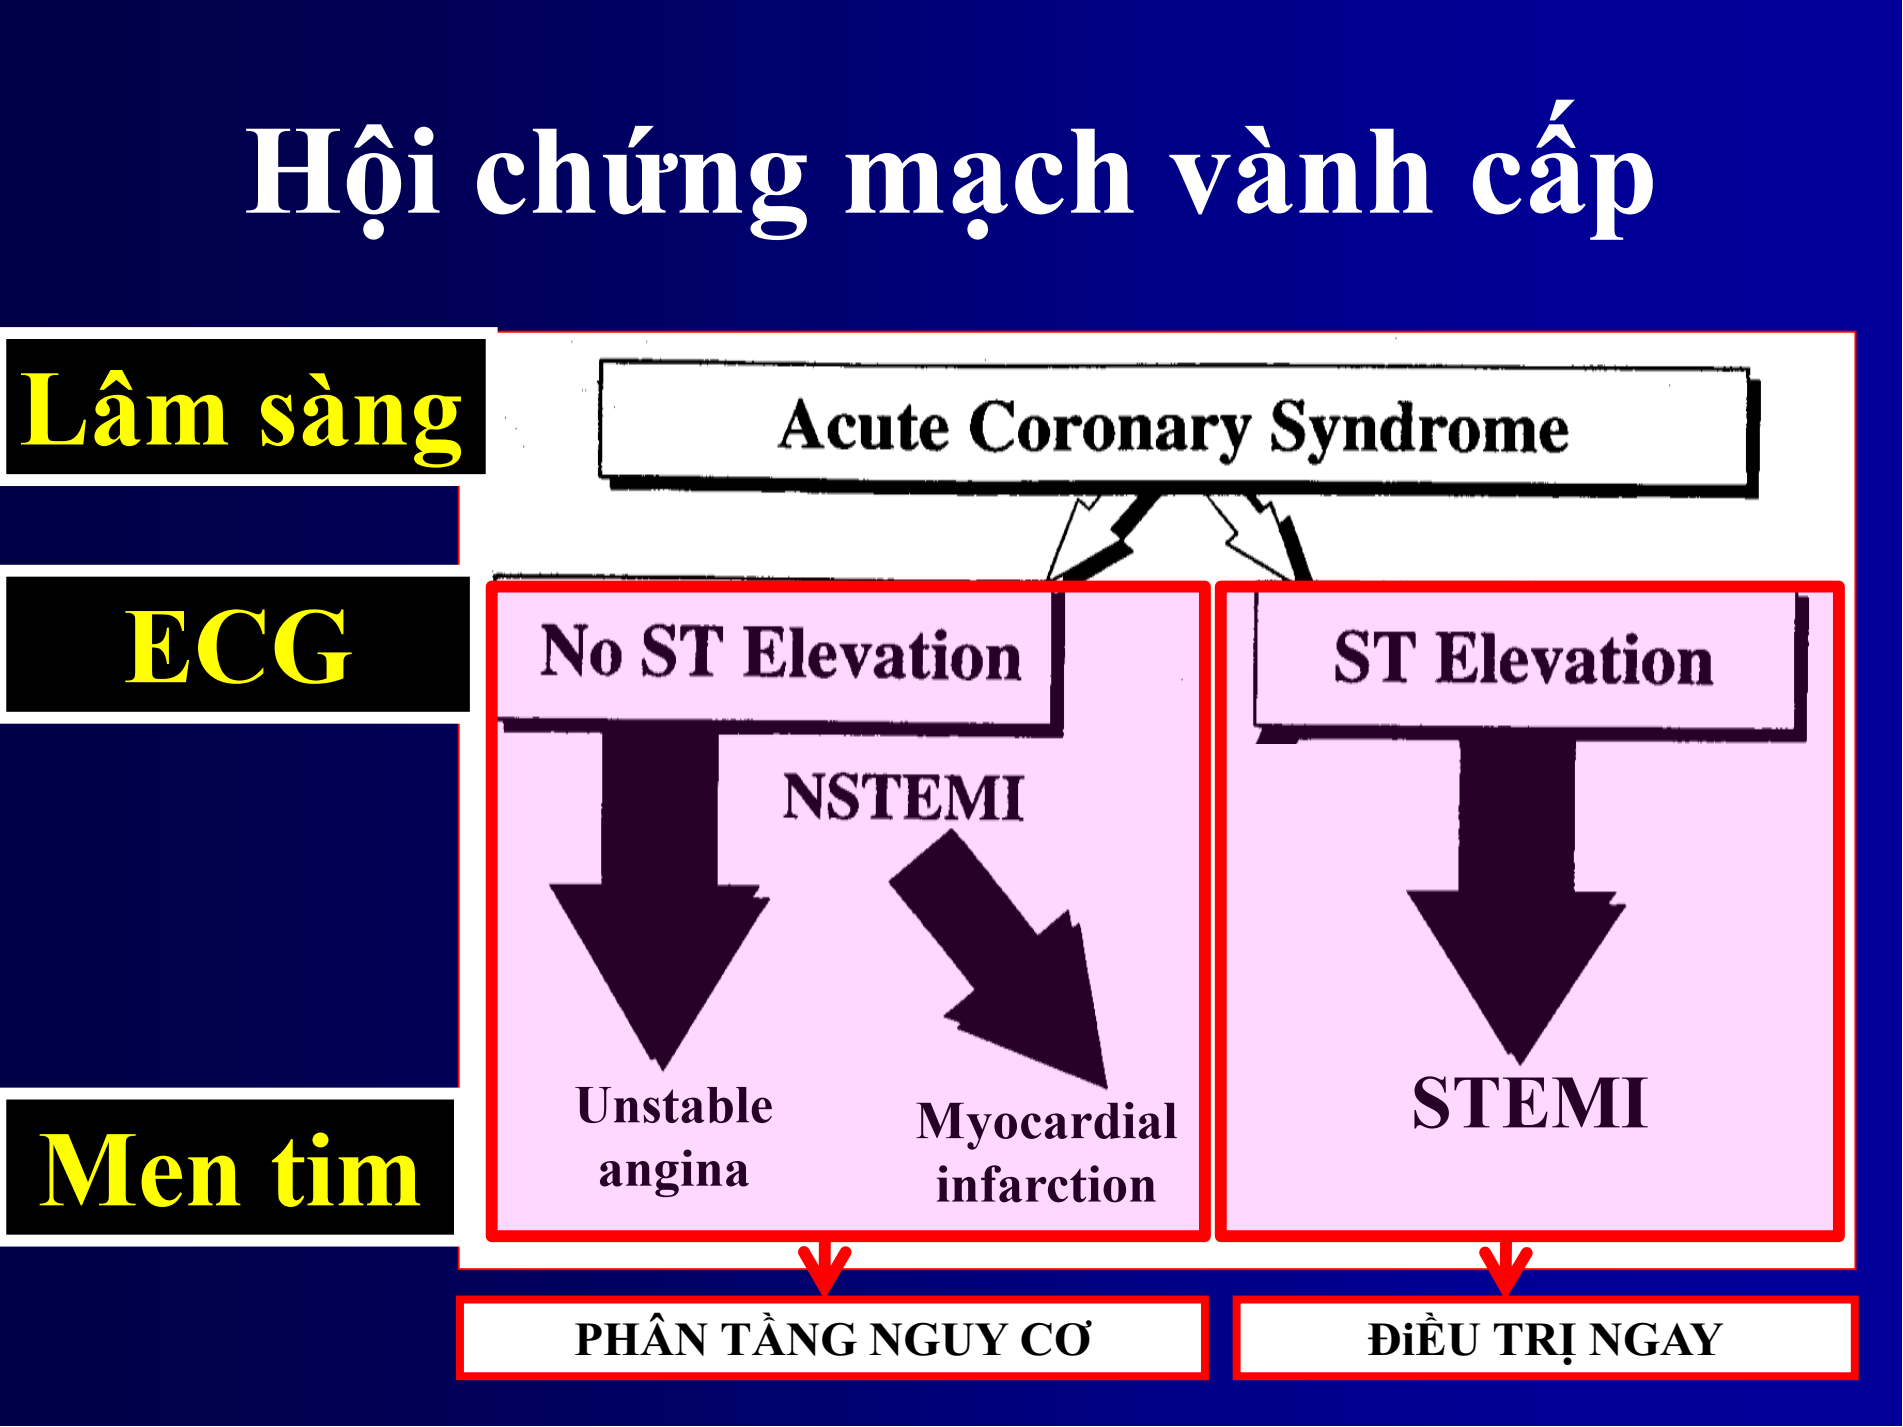 Hội chứng mạch vành cấp
Lâm sàng
Acute Coronary Syndrome
ECG
No ST Elevation
ST Elevation
NSTEMI
Men tim
Unstable
angina
Myocardial
infarction
STEMI
PHÂN TẦNG NGUY CƠ
ĐiỀU TRỊ NGAY